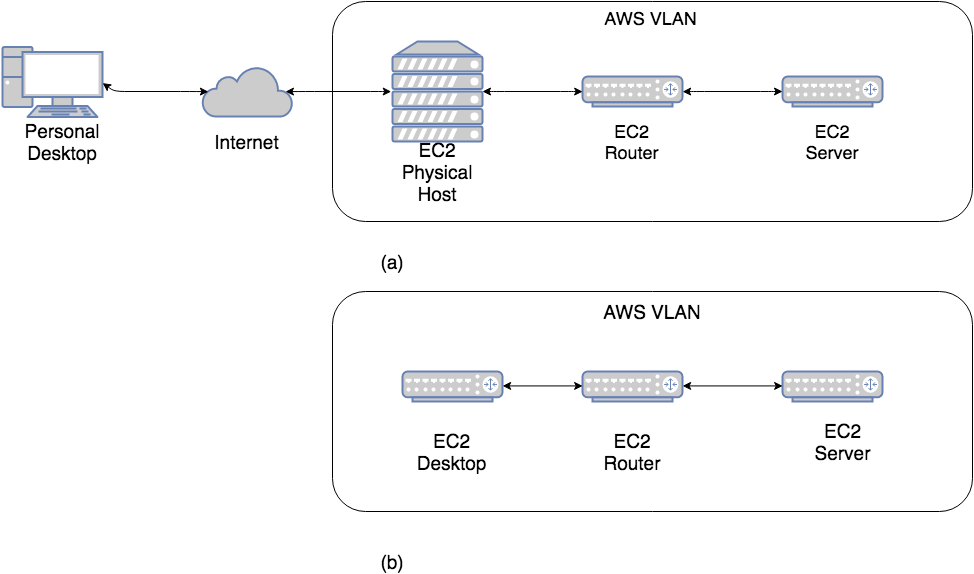 AWS VLAN
Personal
Desktop
Internet
EC2
Physical
Host
EC2
Router
EC2
Server
(a)
AWS VLAN
EC2
Desktop
EC2
Router
EC2
Server
(b)